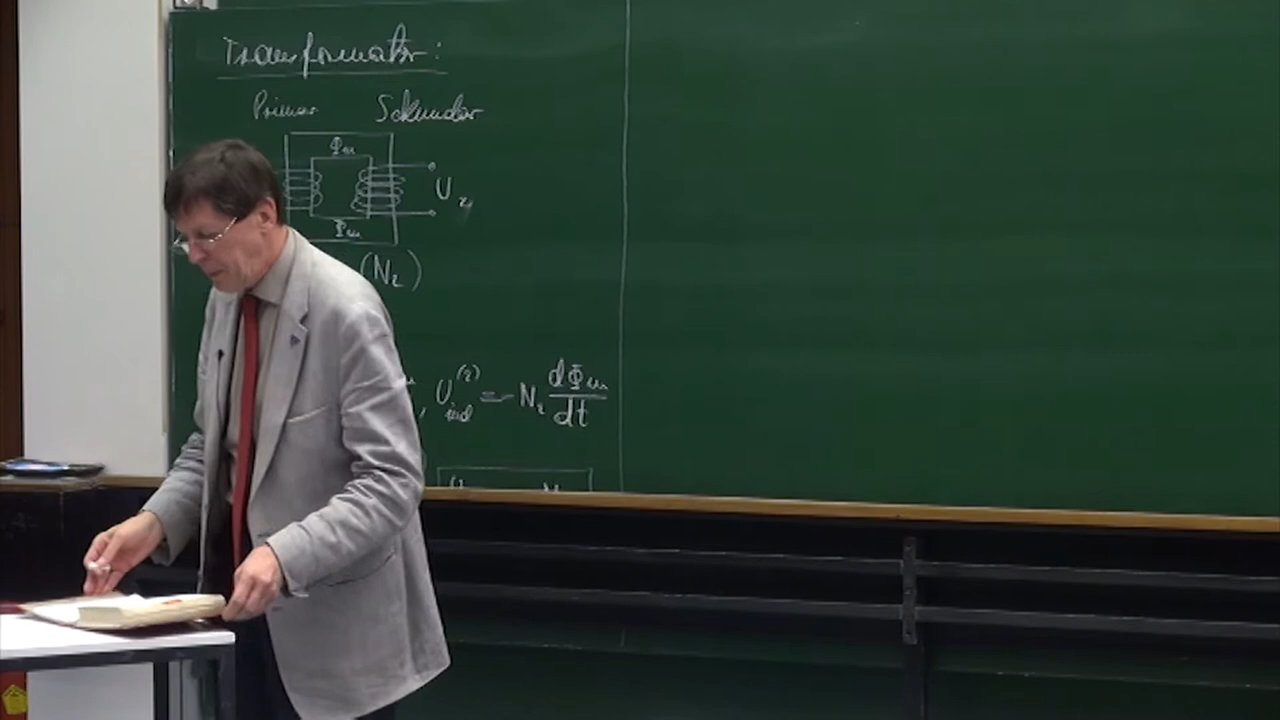 Transformator:
Primär Sekundär
Φₘ
U₂
Φₘ
(N₂)
, U_ind^(2) = -N₂ dΦₘ/dt